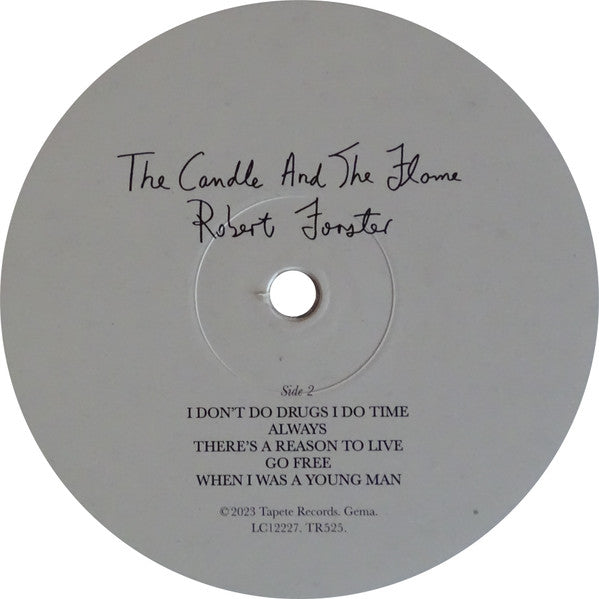 The Candle And The Flame
Robert Forster
Side 2
I DON'T DO DRUGS I DO TIME
ALWAYS
THERE'S A REASON TO LIVE
GO FREE
WHEN I WAS A YOUNG MAN
©2023 Tapete Records. Gema.
LC12227. TR525.